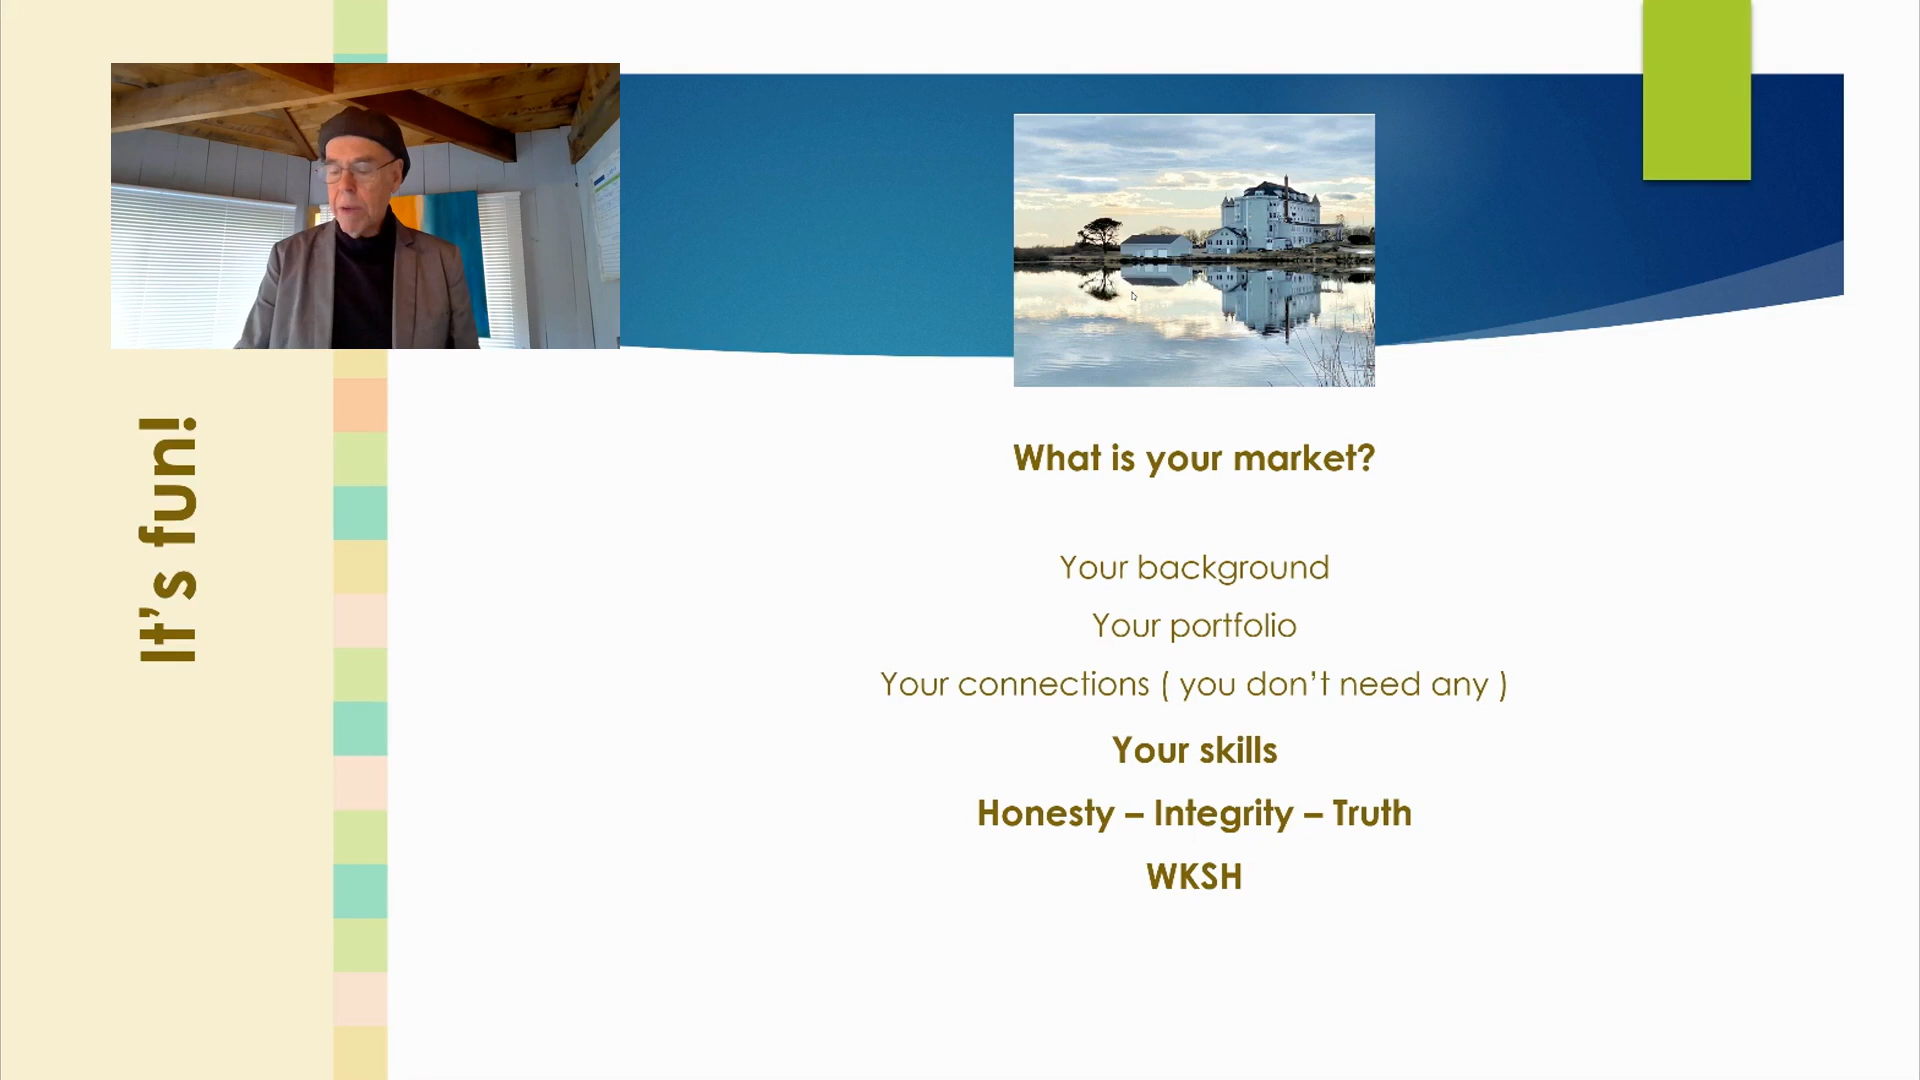 It’s fun!
What is your market?
Your background
Your portfolio
Your connections ( you don’t need any )
Your skills
Honesty – Integrity – Truth
WKSH